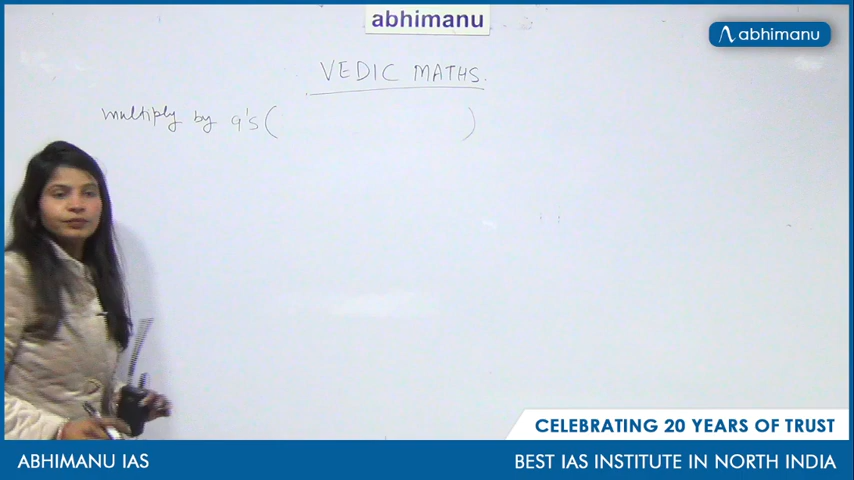 abhimanu
abhimanu
VEDIC MATHS.
multiply by 9's ( )
CELEBRATING 20 YEARS OF TRUST
ABHIMANU IAS
BEST IAS INSTITUTE IN NORTH INDIA